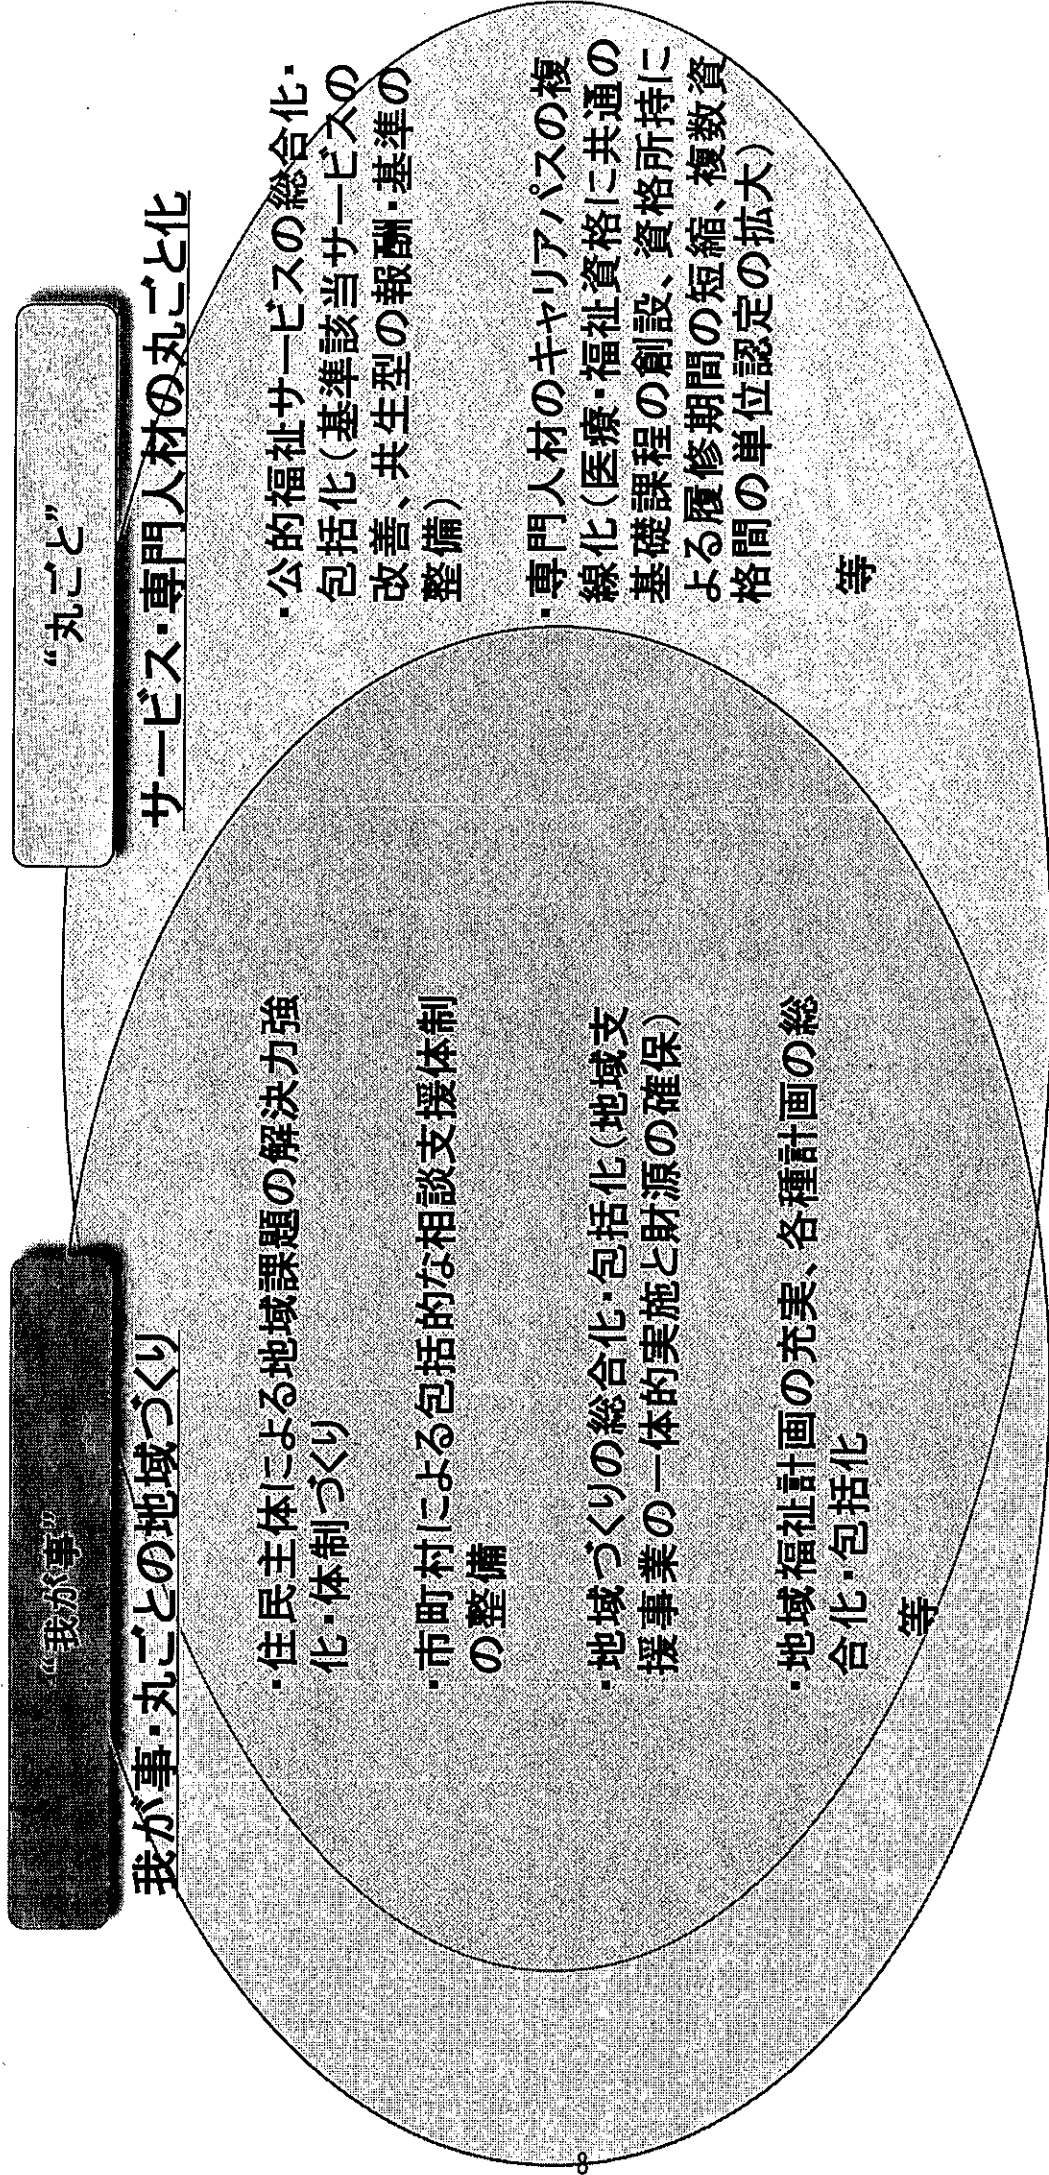 “我が事”
我が事・丸ごとの地域づくり
・住民主体による地域課題の解決力強
化・体制づくり
・市町村による包括的な相談支援体制
の整備
・地域づくりの総合化・包括化(地域支
援事業の一体的実施と財源の確保)
・地域福祉計画の充実、各種計画の総
合化・包括化
等
“丸ごと”
サービス・専門人材の丸ごと化
・公的福祉サービスの総合化・
包括化(基準該当サービスの
改善、共生型の報酬・基準の
整備)
・専門人材のキャリアパスの複
線化(医療・福祉資格に共通の
基礎課程の創設、資格所持に
よる履修期間の短縮、複数資
格間の単位認定の拡大)
等
8